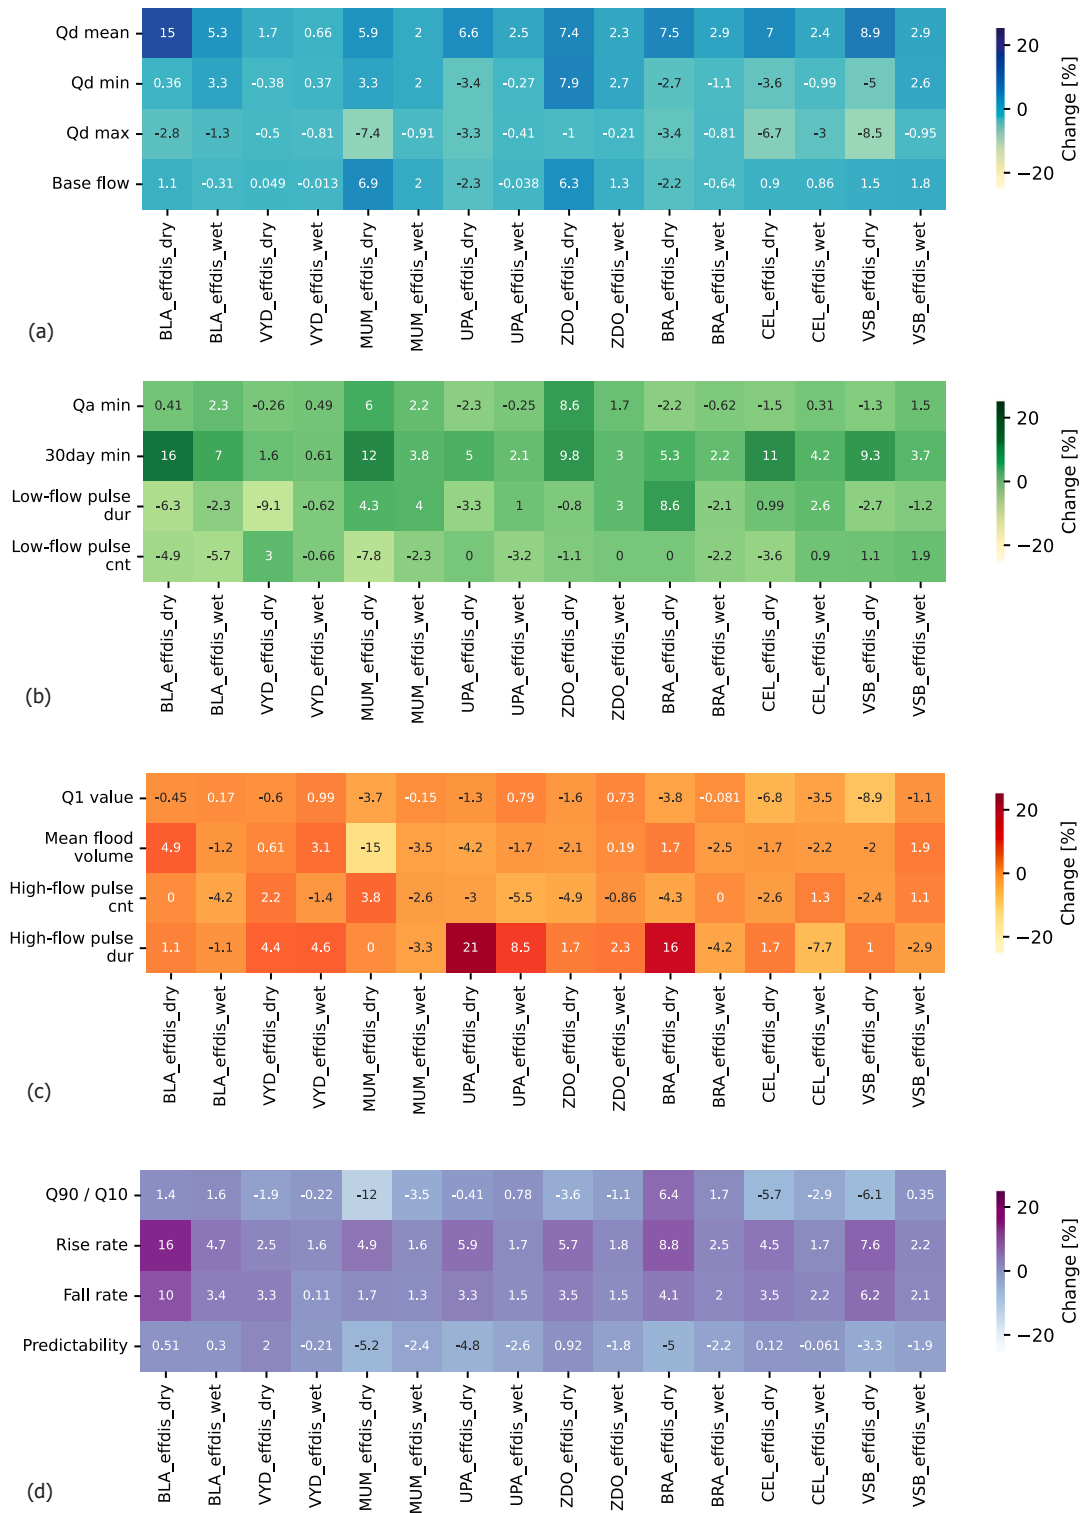 Qd mean 15 5.3 1.7 0.66 5.9 2 6.6 2.5 7.4 2.3 7.5 2.9 7 2.4 8.9 2.9
Qd min 0.36 3.3 -0.38 0.37 3.3 2 -3.4 -0.27 7.9 2.7 -2.7 -1.1 -3.6 -0.99 -5 2.6
Qd max -2.8 -1.3 -0.5 -0.81 -7.4 -0.91 -3.3 -0.41 -1 -0.21 -3.4 -0.81 -6.7 -3 -8.5 -0.95
Base flow 1.1 -0.31 0.049 -0.013 6.9 2 -2.3 -0.038 6.3 1.3 -2.2 -0.64 0.9 0.86 1.5 1.8
BLA_effdis_dry BLA_effdis_wet VYD_effdis_dry VYD_effdis_wet MUM_effdis_dry MUM_effdis_wet UPA_effdis_dry UPA_effdis_wet ZDO_effdis_dry ZDO_effdis_wet BRA_effdis_dry BRA_effdis_wet CEL_effdis_dry CEL_effdis_wet VSB_effdis_dry VSB_effdis_wet
20
0
−20
Change [%]
(a)
Qa min 0.41 2.3 -0.26 0.49 6 2.2 -2.3 -0.25 8.6 1.7 -2.2 -0.62 -1.5 0.31 -1.3 1.5
30day min 16 7 1.6 0.61 12 3.8 5 2.1 9.8 3 5.3 2.2 11 4.2 9.3 3.7
Low-flow pulse
dur -6.3 -2.3 -9.1 -0.62 4.3 4 -3.3 1 -0.8 3 8.6 -2.1 0.99 2.6 -2.7 -1.2
Low-flow pulse
cnt -4.9 -5.7 3 -0.66 -7.8 -2.3 0 -3.2 -1.1 0 0 -2.2 -3.6 0.9 1.1 1.9
BLA_effdis_dry BLA_effdis_wet VYD_effdis_dry VYD_effdis_wet MUM_effdis_dry MUM_effdis_wet UPA_effdis_dry UPA_effdis_wet ZDO_effdis_dry ZDO_effdis_wet BRA_effdis_dry BRA_effdis_wet CEL_effdis_dry CEL_effdis_wet VSB_effdis_dry VSB_effdis_wet
20
0
−20
Change [%]
(b)
Q1 value -0.45 0.17 -0.6 0.99 -3.7 -0.15 -1.3 0.79 -1.6 0.73 -3.8 -0.081 -6.8 -3.5 -8.9 -1.1
Mean flood
volume 4.9 -1.2 0.61 3.1 -15 -3.5 -4.2 -1.7 -2.1 0.19 1.7 -2.5 -1.7 -2.2 -2 1.9
High-flow pulse
cnt 0 -4.2 2.2 -1.4 3.8 -2.6 -3 -5.5 -4.9 -0.86 -4.3 0 -2.6 1.3 -2.4 1.1
High-flow pulse
dur 1.1 -1.1 4.4 4.6 0 -3.3 21 8.5 1.7 2.3 16 -4.2 1.7 -7.7 1 -2.9
BLA_effdis_dry BLA_effdis_wet VYD_effdis_dry VYD_effdis_wet MUM_effdis_dry MUM_effdis_wet UPA_effdis_dry UPA_effdis_wet ZDO_effdis_dry ZDO_effdis_wet BRA_effdis_dry BRA_effdis_wet CEL_effdis_dry CEL_effdis_wet VSB_effdis_dry VSB_effdis_wet
20
0
−20
Change [%]
(c)
Q90 / Q10 1.4 1.6 -1.9 -0.22 -12 -3.5 -0.41 0.78 -3.6 -1.1 6.4 1.7 -5.7 -2.9 -6.1 0.35
Rise rate 16 4.7 2.5 1.6 4.9 1.6 5.9 1.7 5.7 1.8 8.8 2.5 4.5 1.7 7.6 2.2
Fall rate 10 3.4 3.3 0.11 1.7 1.3 3.3 1.5 3.5 1.5 4.1 2 3.5 2.2 6.2 2.1
Predictability 0.51 0.3 2 -0.21 -5.2 -2.4 -4.8 -2.6 0.92 -1.8 -5 -2.2 0.12 -0.061 -3.3 -1.9
BLA_effdis_dry BLA_effdis_wet VYD_effdis_dry VYD_effdis_wet MUM_effdis_dry MUM_effdis_wet UPA_effdis_dry UPA_effdis_wet ZDO_effdis_dry ZDO_effdis_wet BRA_effdis_dry BRA_effdis_wet CEL_effdis_dry CEL_effdis_wet VSB_effdis_dry VSB_effdis_wet
20
0
−20
Change [%]
(d)